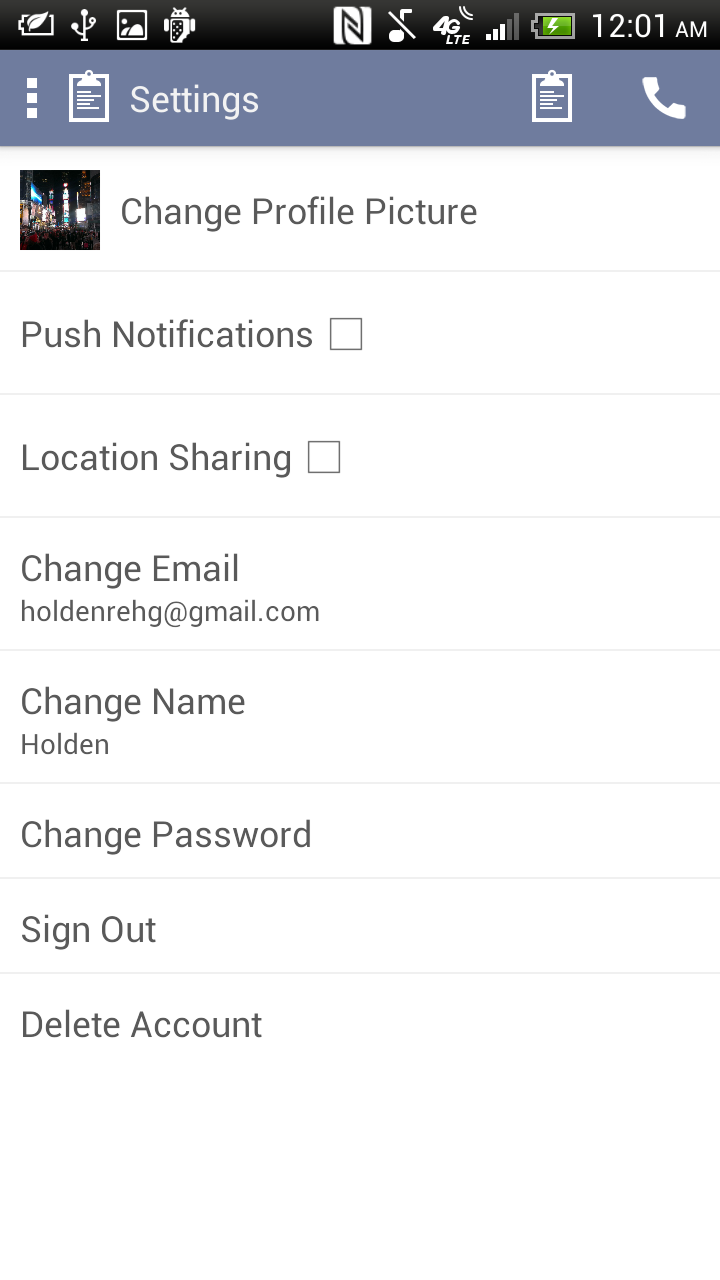 4G LTE 12:01 AM
Settings
Change Profile Picture
Push Notifications
Location Sharing
Change Email
holdenrehg@gmail.com
Change Name
Holden
Change Password
Sign Out
Delete Account